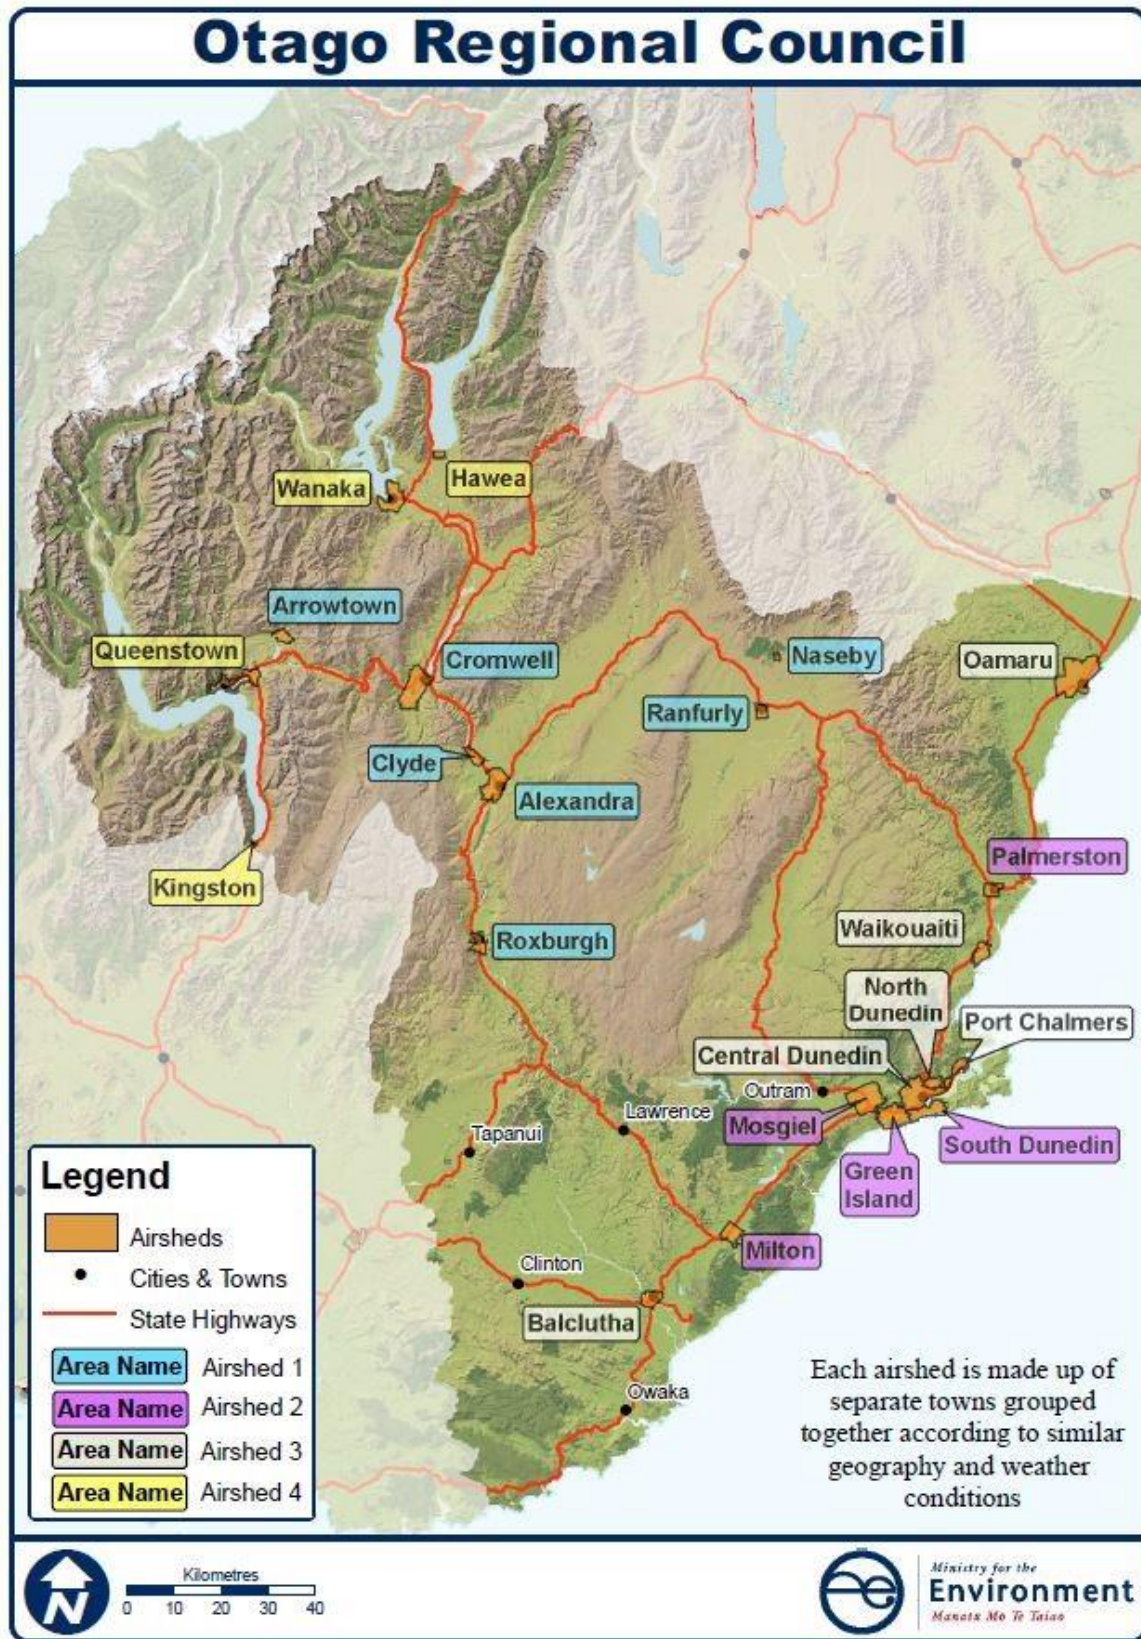 Otago Regional Council
Hawea
Wanaka
Arrowtown
Queenstown
Cromwell
Naseby
Oamaru
Ranfurly
Clyde
Alexandra
Palmerston
Kingston
Waikouaiti
Roxburgh
North
Dunedin
Port Chalmers
Central Dunedin
Outram
Lawrence
Mosgiel
Tapanui
South Dunedin
Green
Island
Milton
Clinton
Balclutha
Owaka
Legend
Airsheds
Cities & Towns
State Highways
Area Name Airshed 1
Area Name Airshed 2
Area Name Airshed 3
Area Name Airshed 4
Each airshed is made up of
separate towns grouped
together according to similar
geography and weather
conditions
N
Kilometres
0 10 20 30 40
Ministry for the
Environment
Manatū Mō Te Taiao